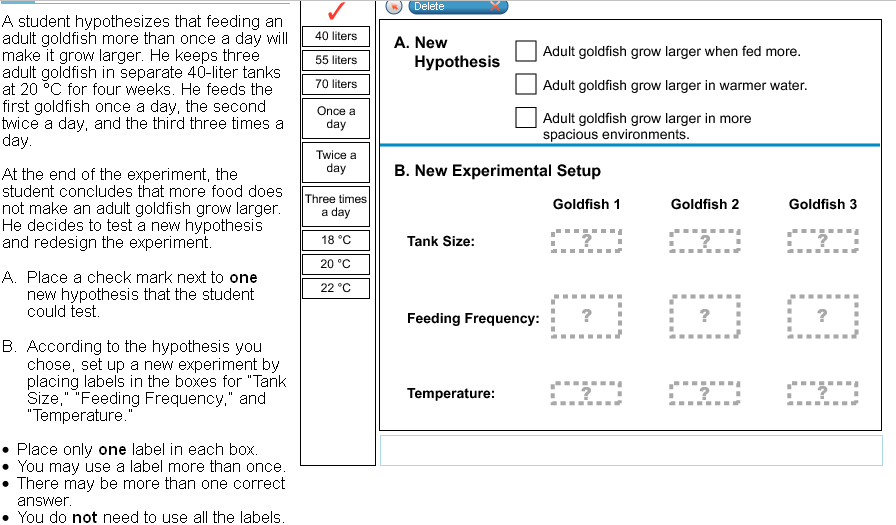 Delete
A student hypothesizes that feeding an
adult goldfish more than once a day will
make it grow larger. He keeps three
adult goldfish in separate 40-liter tanks
at 20 °C for four weeks. He feeds the
first goldfish once a day, the second
twice a day, and the third three times a
day.
At the end of the experiment, the
student concludes that more food does
not make an adult goldfish grow larger.
He decides to test a new hypothesis
and redesign the experiment.
A. Place a check mark next to one
new hypothesis that the student
could test.
B. According to the hypothesis you
chose, set up a new experiment by
placing labels in the boxes for "Tank
Size," "Feeding Frequency," and
"Temperature."
• Place only one label in each box.
• You may use a label more than once.
• There may be more than one correct
answer.
• You do not need to use all the labels.
✓
40 liters
55 liters
70 liters
Once a
day
Twice a
day
Three times
a day
18 °C
20 °C
22 °C
A. New
Hypothesis
Adult goldfish grow larger when fed more.
Adult goldfish grow larger in warmer water.
Adult goldfish grow larger in more
spacious environments.
B. New Experimental Setup
Goldfish 1 Goldfish 2 Goldfish 3
Tank Size: ? ? ?
Feeding Frequency: ? ? ?
Temperature: ? ? ?